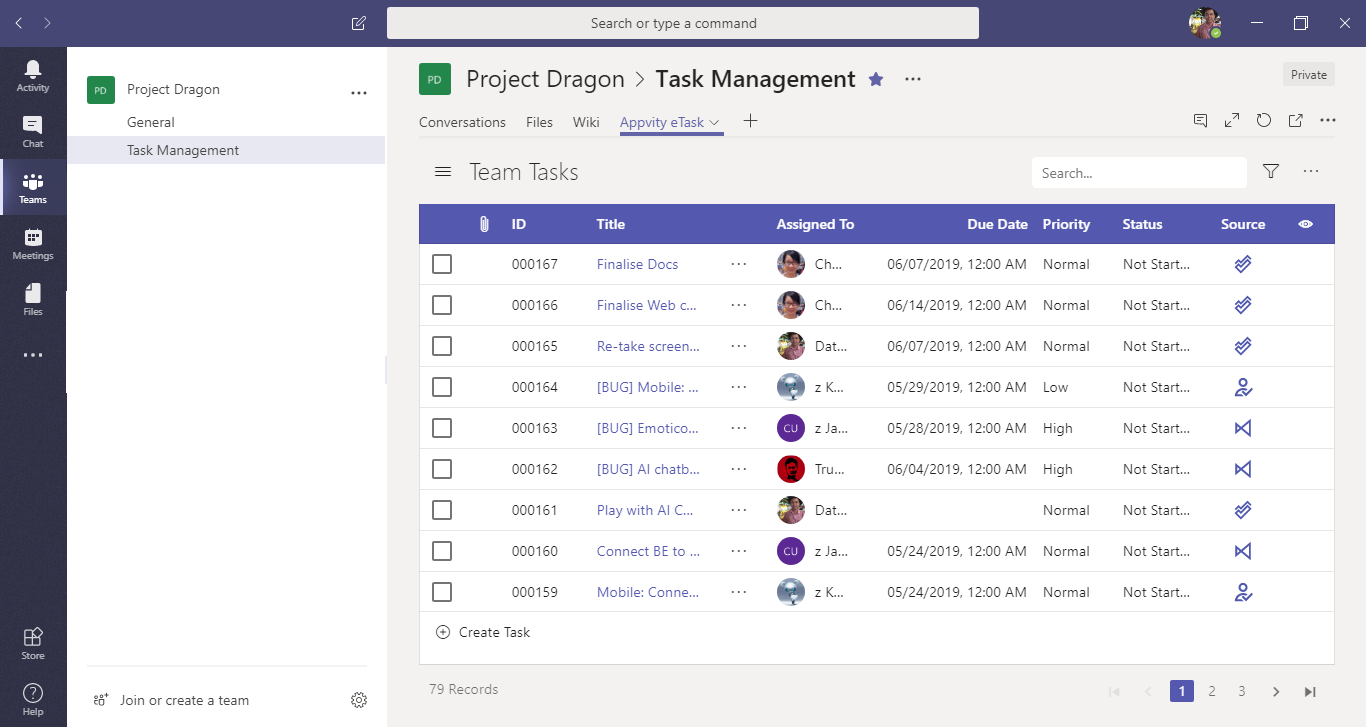 Search or type a command
Activity
Chat
Teams
Meetings
Files
Store
Help
PD Project Dragon
General
Task Management
Join or create a team
PD Project Dragon > Task Management
Private
Conversations Files Wiki Appvity eTask
Team Tasks
Search...
ID Title Assigned To Due Date Priority Status Source
000167 Finalise Docs ... Ch... 06/07/2019, 12:00 AM Normal Not Start...
000166 Finalise Web c... ... Ch... 06/14/2019, 12:00 AM Normal Not Start...
000165 Re-take screen... ... Dat... 06/07/2019, 12:00 AM Normal Not Start...
000164 [BUG] Mobile: ... ... z K... 05/29/2019, 12:00 AM Low Not Start...
000163 [BUG] Emotico... ... CU z Ja... 05/28/2019, 12:00 AM High Not Start...
000162 [BUG] AI chatb... ... Tru... 06/04/2019, 12:00 AM High Not Start...
000161 Play with AI C... ... Dat... Normal Not Start...
000160 Connect BE to ... ... CU z Ja... 05/24/2019, 12:00 AM Normal Not Start...
000159 Mobile: Conne... ... z K... 05/24/2019, 12:00 AM Normal Not Start...
Create Task
79 Records
1 2 3